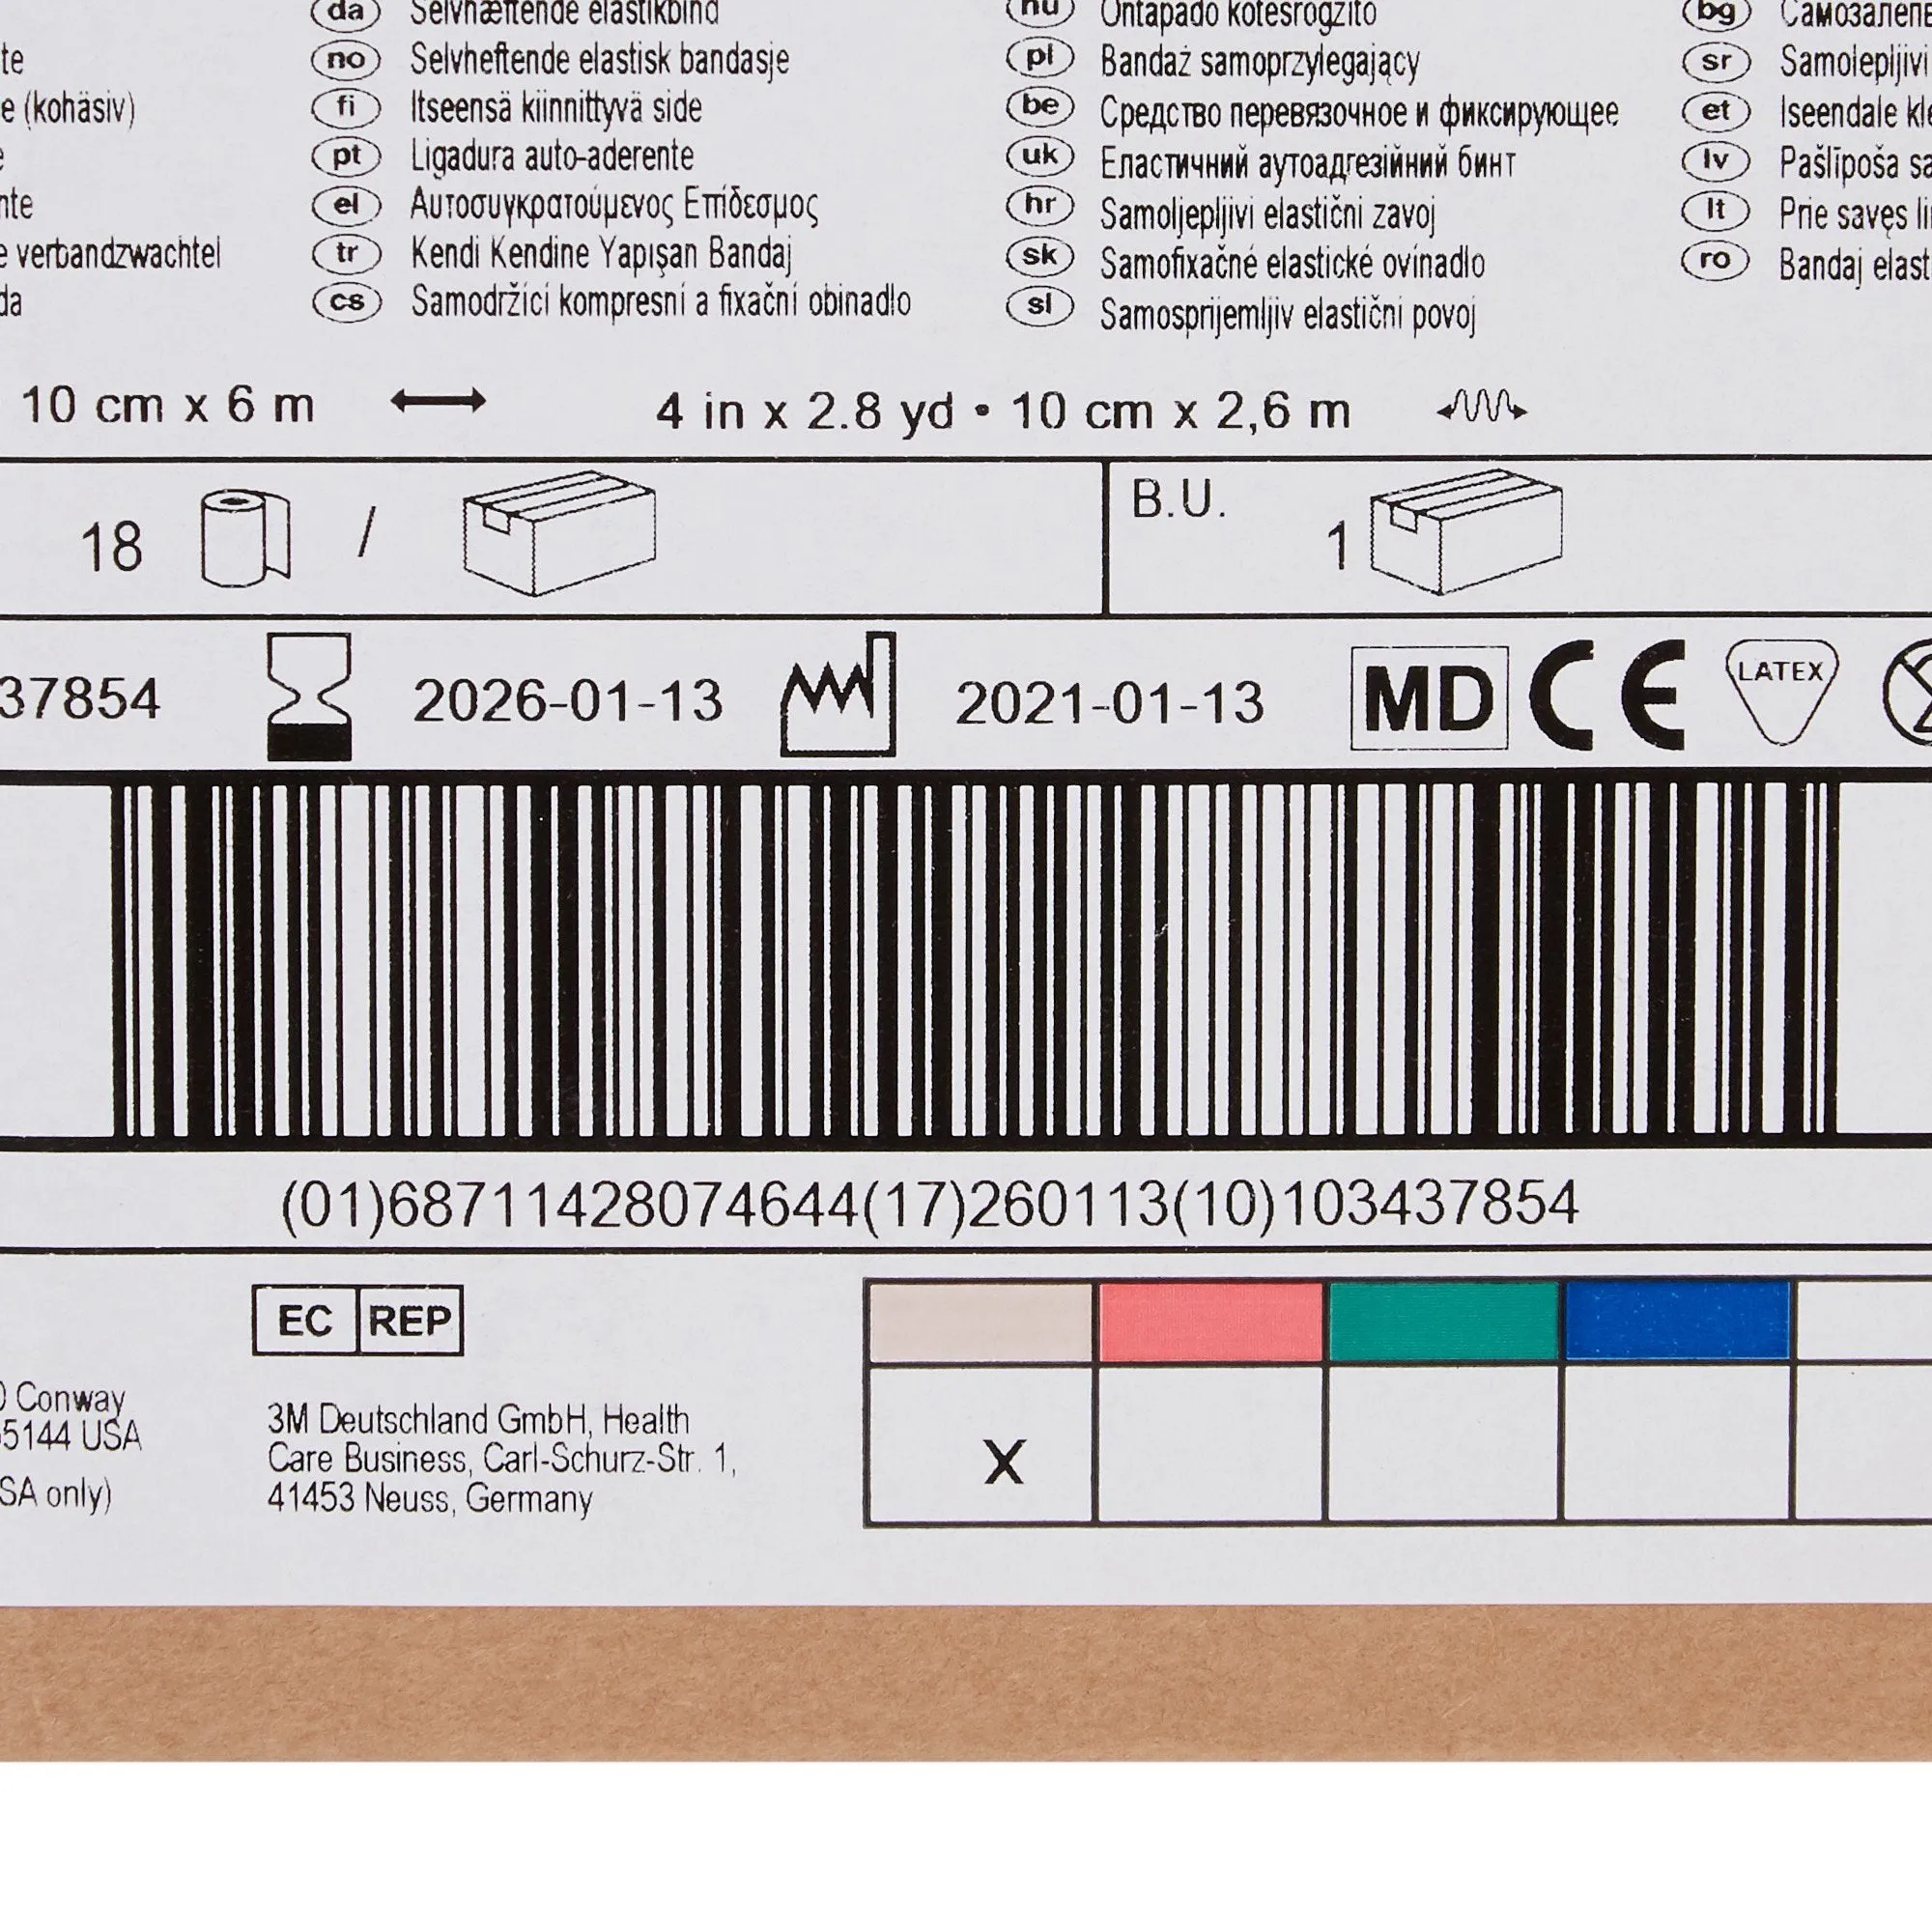 da Selvhæftende elastikbind
no Selvheftende elastisk bandasje
fi Itseensä kiinnittyvä side
pt Ligadura auto-aderente
el Αυτοσυγκρατούμενος Επίδεσμος
tr Kendi Kendine Yapışan Bandaj
cs Samodržící kompresní a fixační obinadlo
te
e (kohäsiv)
nte
e verbandzwachtel
da
hu Öntapadó kötésrögzítő
pl Bandaż samoprzylegający
be Средство перевязочное и фиксирующее
uk Еластичний аутоадгезійний бинт
hr Samoljepljivi elastični zavoj
sk Samofixačné elastické ovínadlo
sl Samosprijemljiv elastični povoj
bg Самозалепв
sr Samolepljivi
et Iseendale kle
lv Pašlīpoša sa
lt Prie savęs li
ro Bandaj elast
10 cm x 6 m 4 in x 2.8 yd • 10 cm x 2,6 m
18 / B.U. 1
37854 2026-01-13 2021-01-13 MD CE LATEX
(01)68711428074644(17)260113(10)103437854
EC REP
Conway
55144 USA
SA only)
3M Deutschland GmbH, Health
Care Business, Carl-Schurz-Str. 1,
41453 Neuss, Germany
X